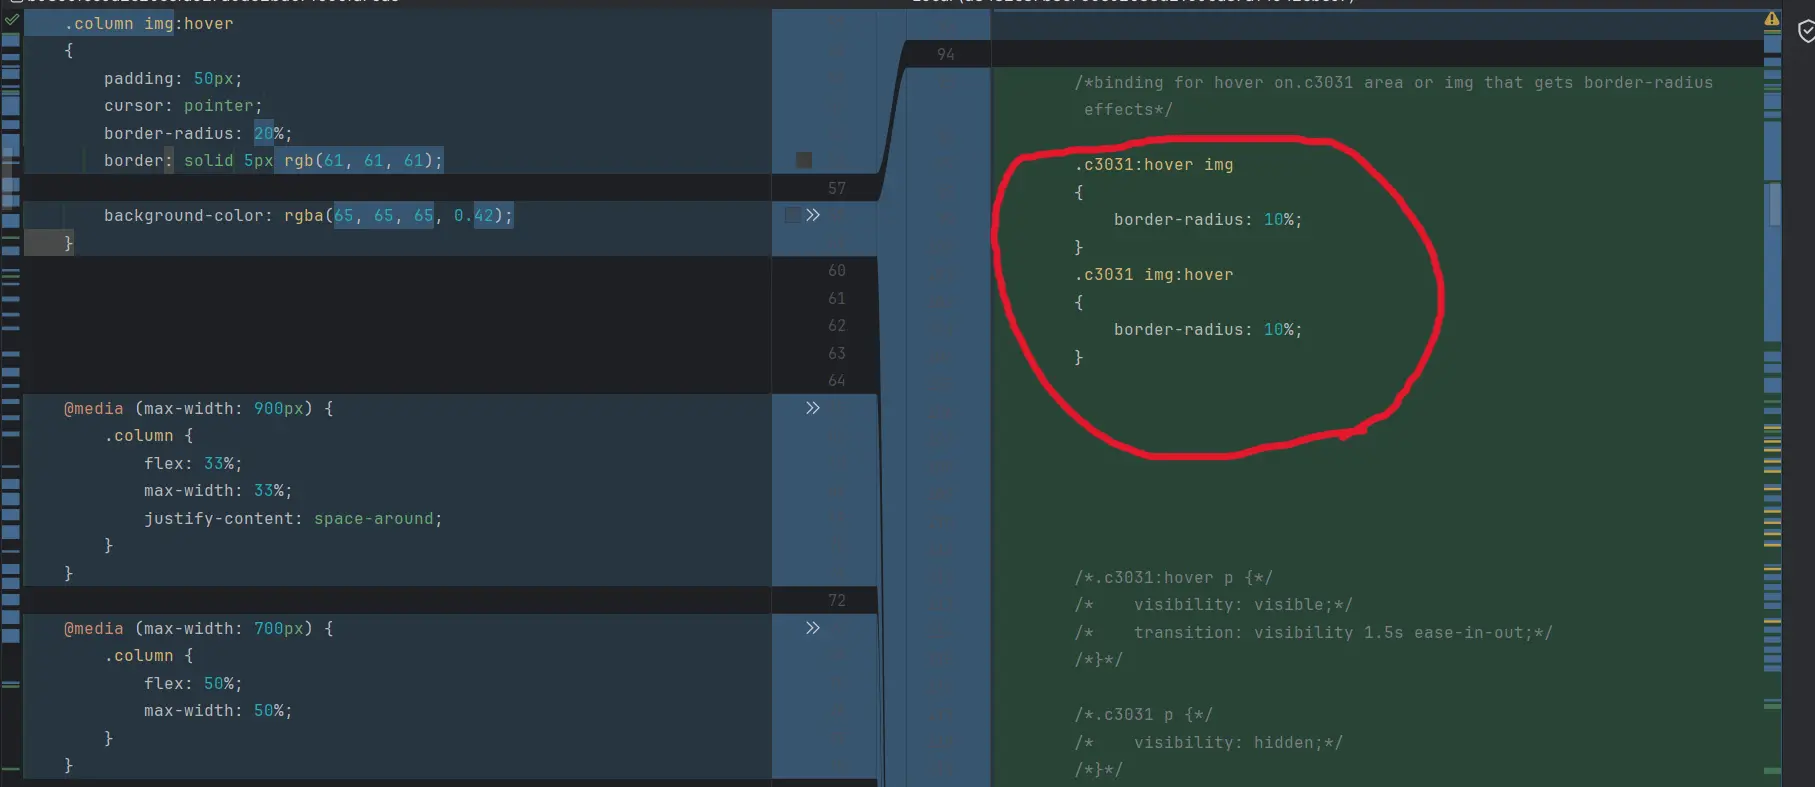 .column img:hover
{
padding: 50px;
cursor: pointer;
border-radius: 20%;
border: solid 5px rgb(61, 61, 61);
57
background-color: rgba(65, 65, 65, 0.42);
}
60
61
62
63
64
@media (max-width: 900px) {
.column {
flex: 33%;
max-width: 33%;
justify-content: space-around;
}
}
72
@media (max-width: 700px) {
.column {
flex: 50%;
max-width: 50%;
}
}
94
/*binding for hover on.c3031 area or img that gets border-radius
effects*/
.c3031:hover img
{
border-radius: 10%;
}
.c3031 img:hover
{
border-radius: 10%;
}
/*.c3031:hover p {*/
/*    visibility: visible;*/
/*    transition: visibility 1.5s ease-in-out;*/
/*}*/
/*.c3031 p {*/
/*    visibility: hidden;*/
/*}*/